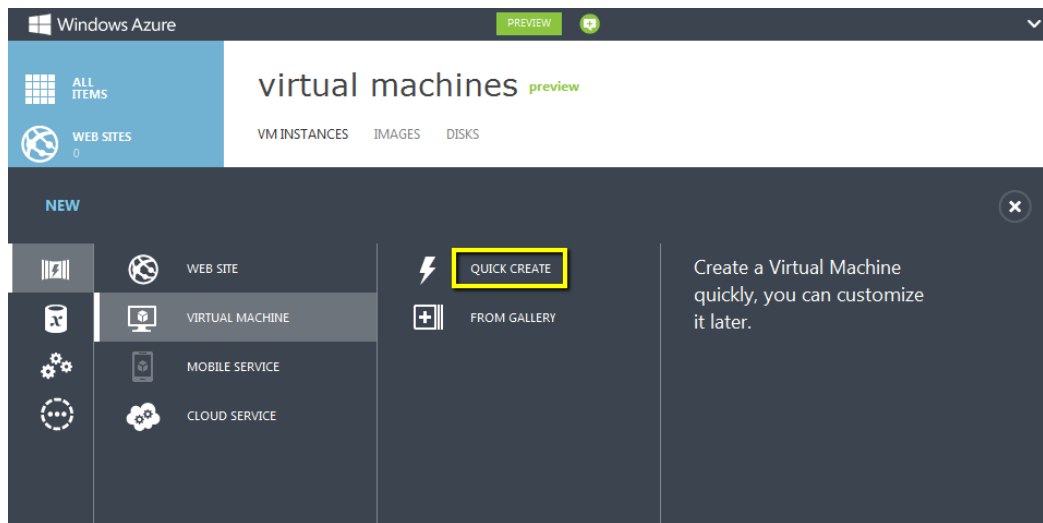 Windows Azure
PREVIEW
ALL
ITEMS
WEB SITES
0
virtual machines preview
VM INSTANCES IMAGES DISKS
NEW
WEB SITE
VIRTUAL MACHINE
MOBILE SERVICE
CLOUD SERVICE
QUICK CREATE
FROM GALLERY
Create a Virtual Machine
quickly, you can customize
it later.